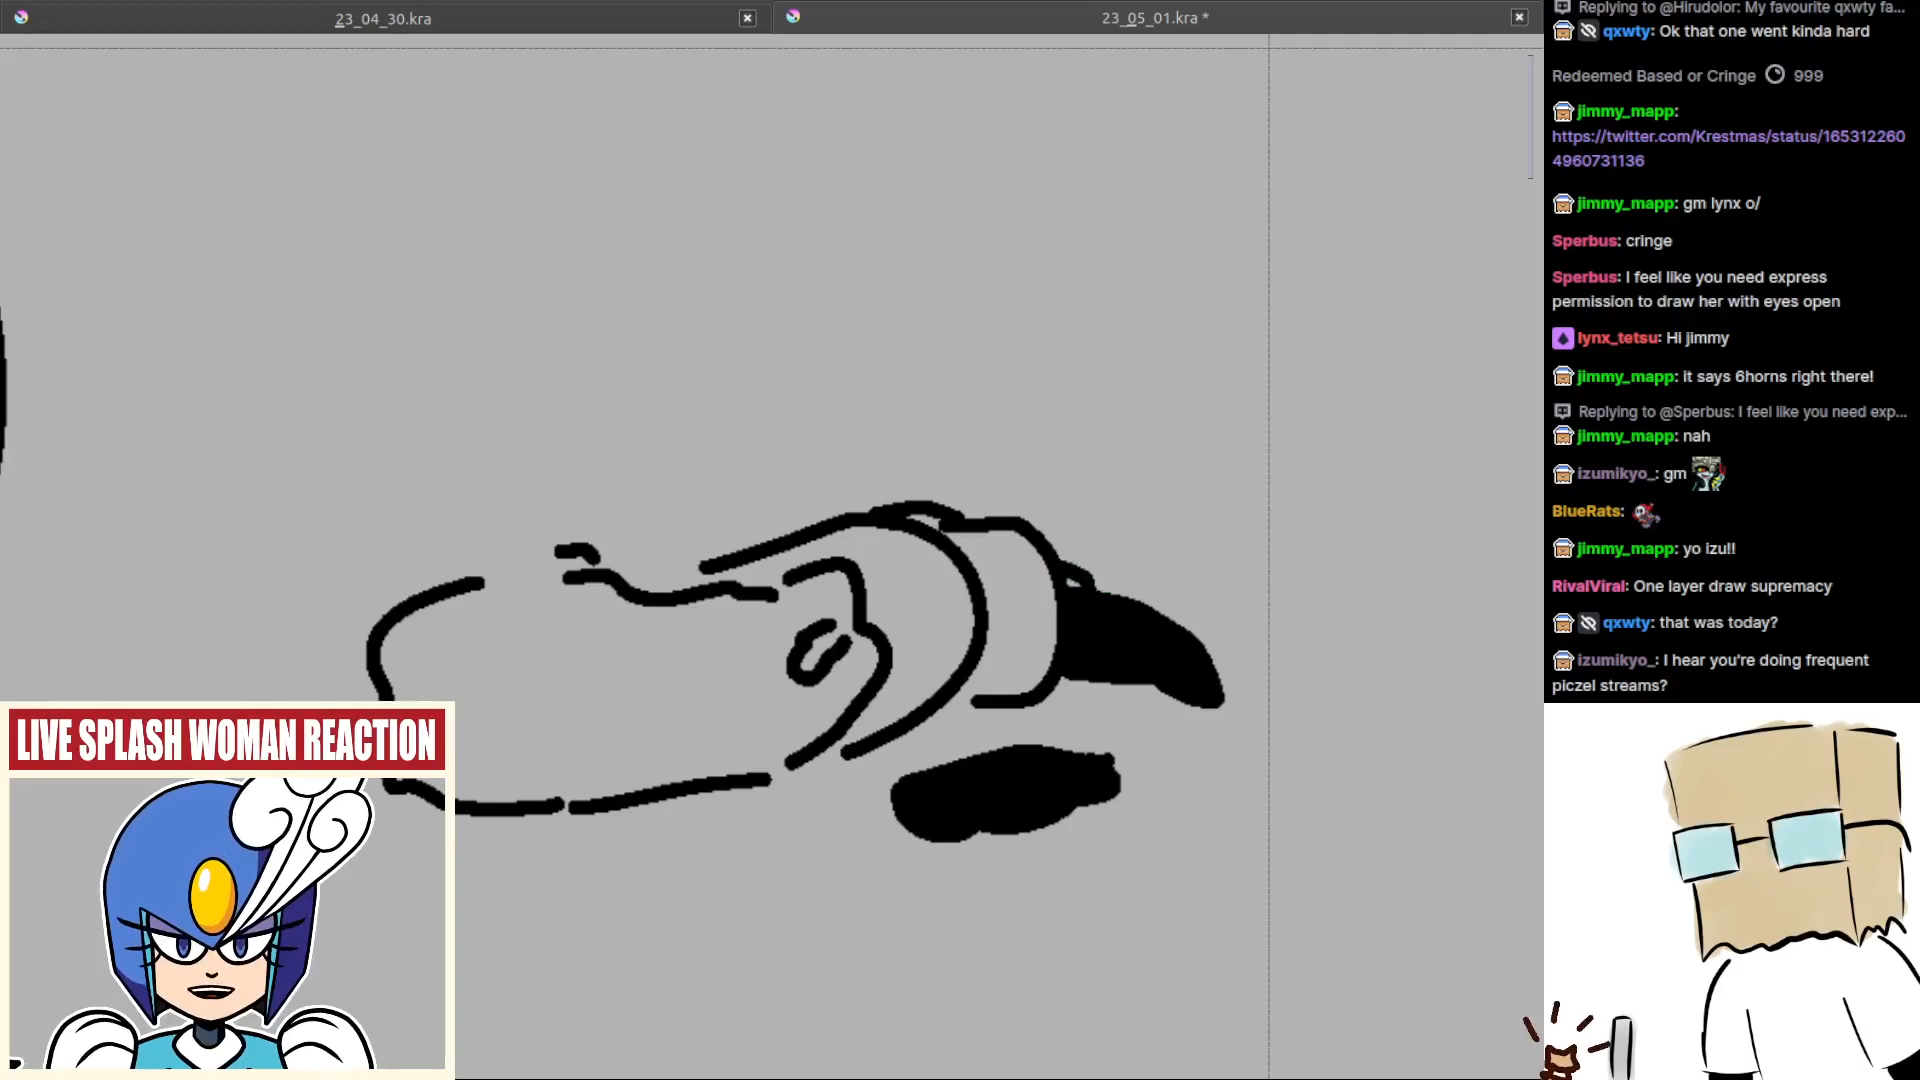 23_04_30.kra
23_05_01.kra *
Replying to @Hirudolor: My favourite qxwty fa...
qxwty: Ok that one went kinda hard
Redeemed Based or Cringe 999
jimmy_mapp:
https://twitter.com/Krestmas/status/165312260
4960731136
jimmy_mapp: gm lynx o/
Sperbus: cringe
Sperbus: I feel like you need express
permission to draw her with eyes open
lynx_tetsu: Hi jimmy
jimmy_mapp: it says 6horns right there!
Replying to @Sperbus: I feel like you need exp...
jimmy_mapp: nah
izumikyo_: gm
BlueRats:
jimmy_mapp: yo izu!!
RivalViral: One layer draw supremacy
qxwty: that was today?
izumikyo_: I hear you're doing frequent
piczel streams?
LIVE SPLASH WOMAN REACTION